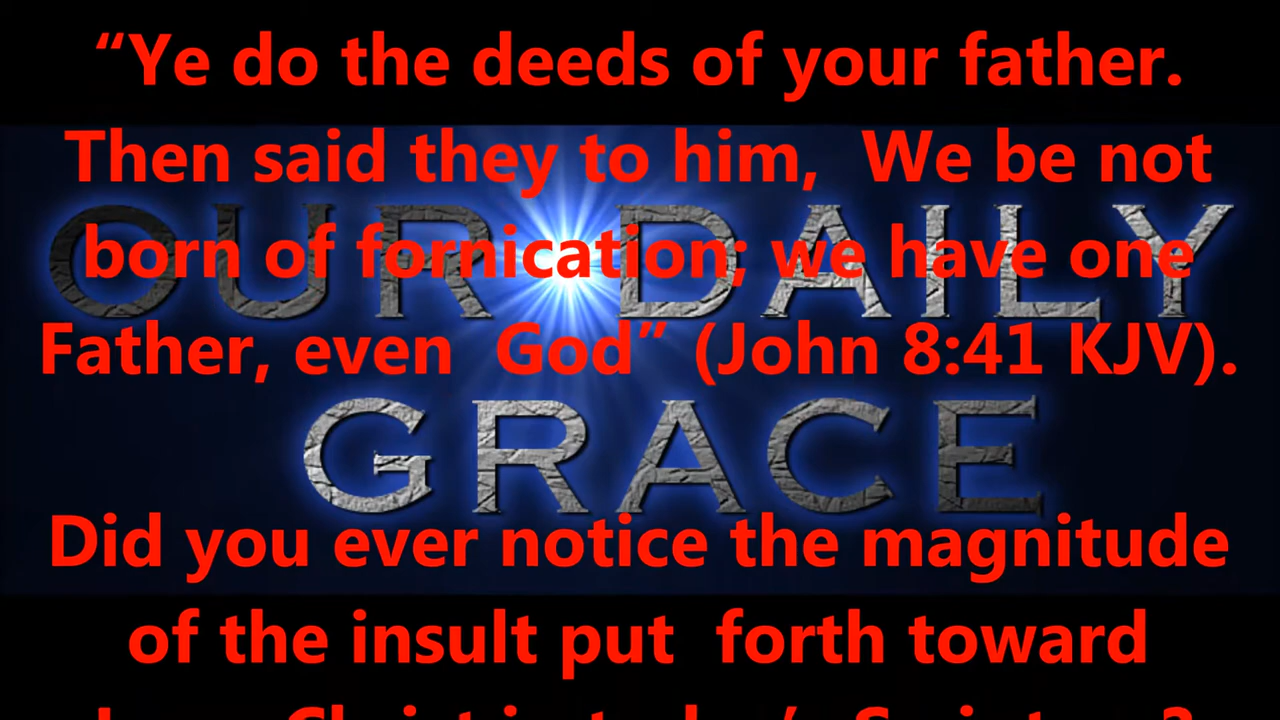 “Ye do the deeds of your father.
Then said they to him, We be not
OUR DAILY
born of fornication; we have one
Father, even God” (John 8:41 KJV).
GRACE
Did you ever notice the magnitude
of the insult put forth toward